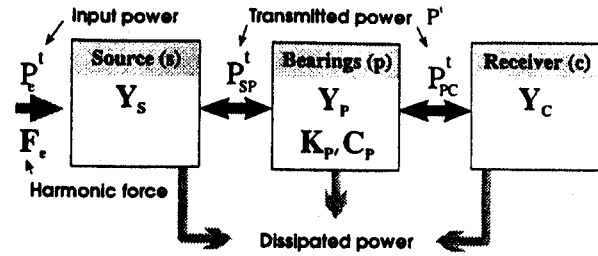 Input power
Transmitted power P^t
P_e^t
Source (s)
P_SP^t
Bearings (p)
P_PC^t
Receiver (c)
Y_S
Y_P
Y_C
F_e
K_P, C_P
Harmonic force
Dissipated power